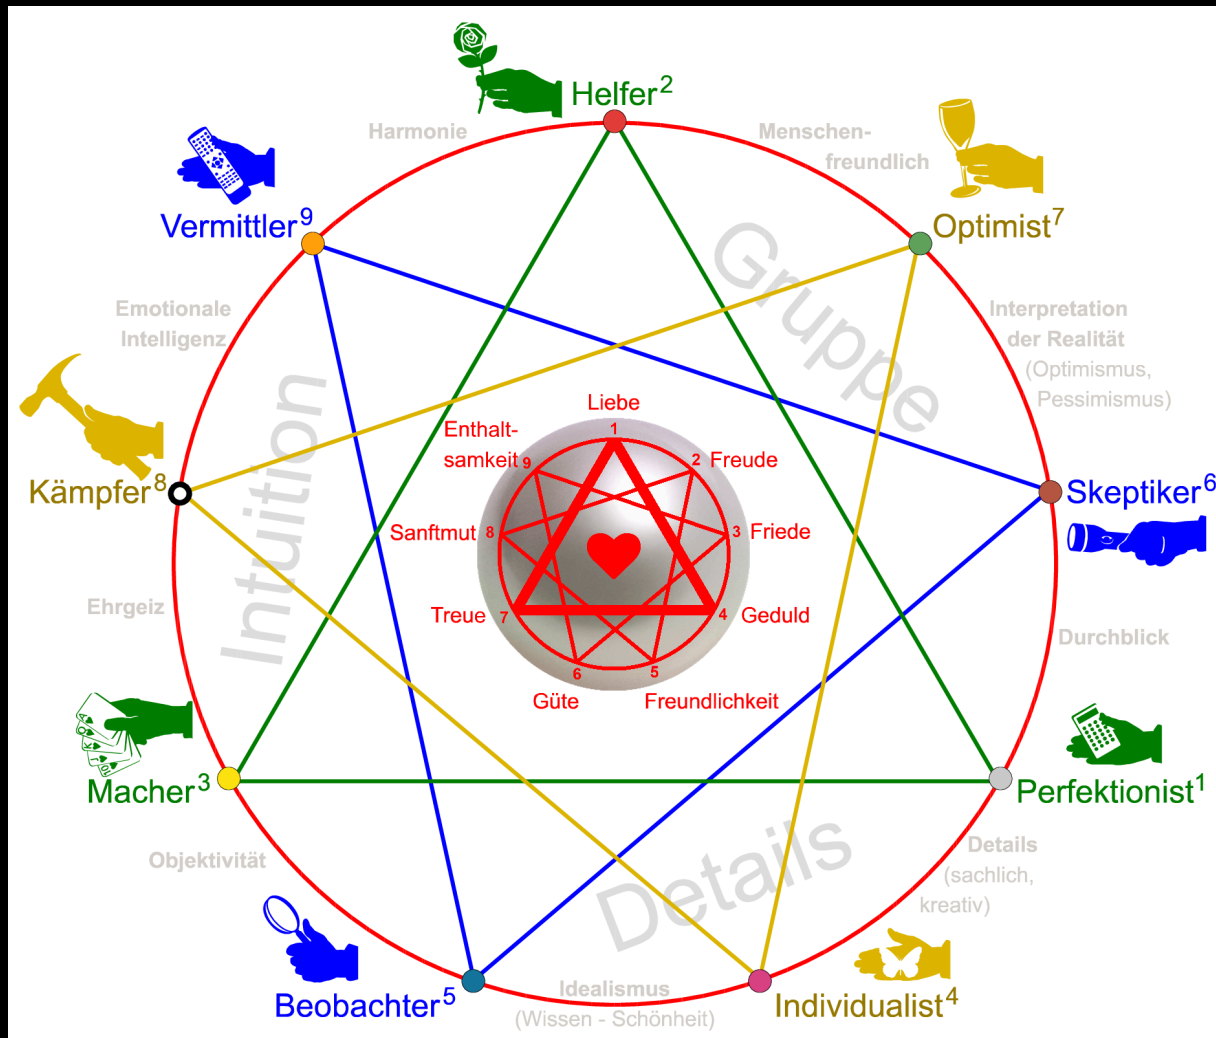 Helfer2
Harmonie
Menschen-
freundlich
Vermittler9
Optimist7
Gruppe
Emotionale
Intelligenz
Interpretation
der Realität
(Optimismus,
Pessimismus)
Intuition
Kämpfer8
Skeptiker6
Liebe
1
Enthalt-
samkeit 9
2 Freude
Sanftmut 8
3 Friede
Treue 7
4 Geduld
6
5
Güte
Freundlichkeit
Ehrgeiz
Durchblick
Macher3
Perfektionist1
A
Q
K
J
10
Objektivität
Details
Details
(sachlich,
kreativ)
Beobachter5
Idealismus
(Wissen - Schönheit)
Individualist4